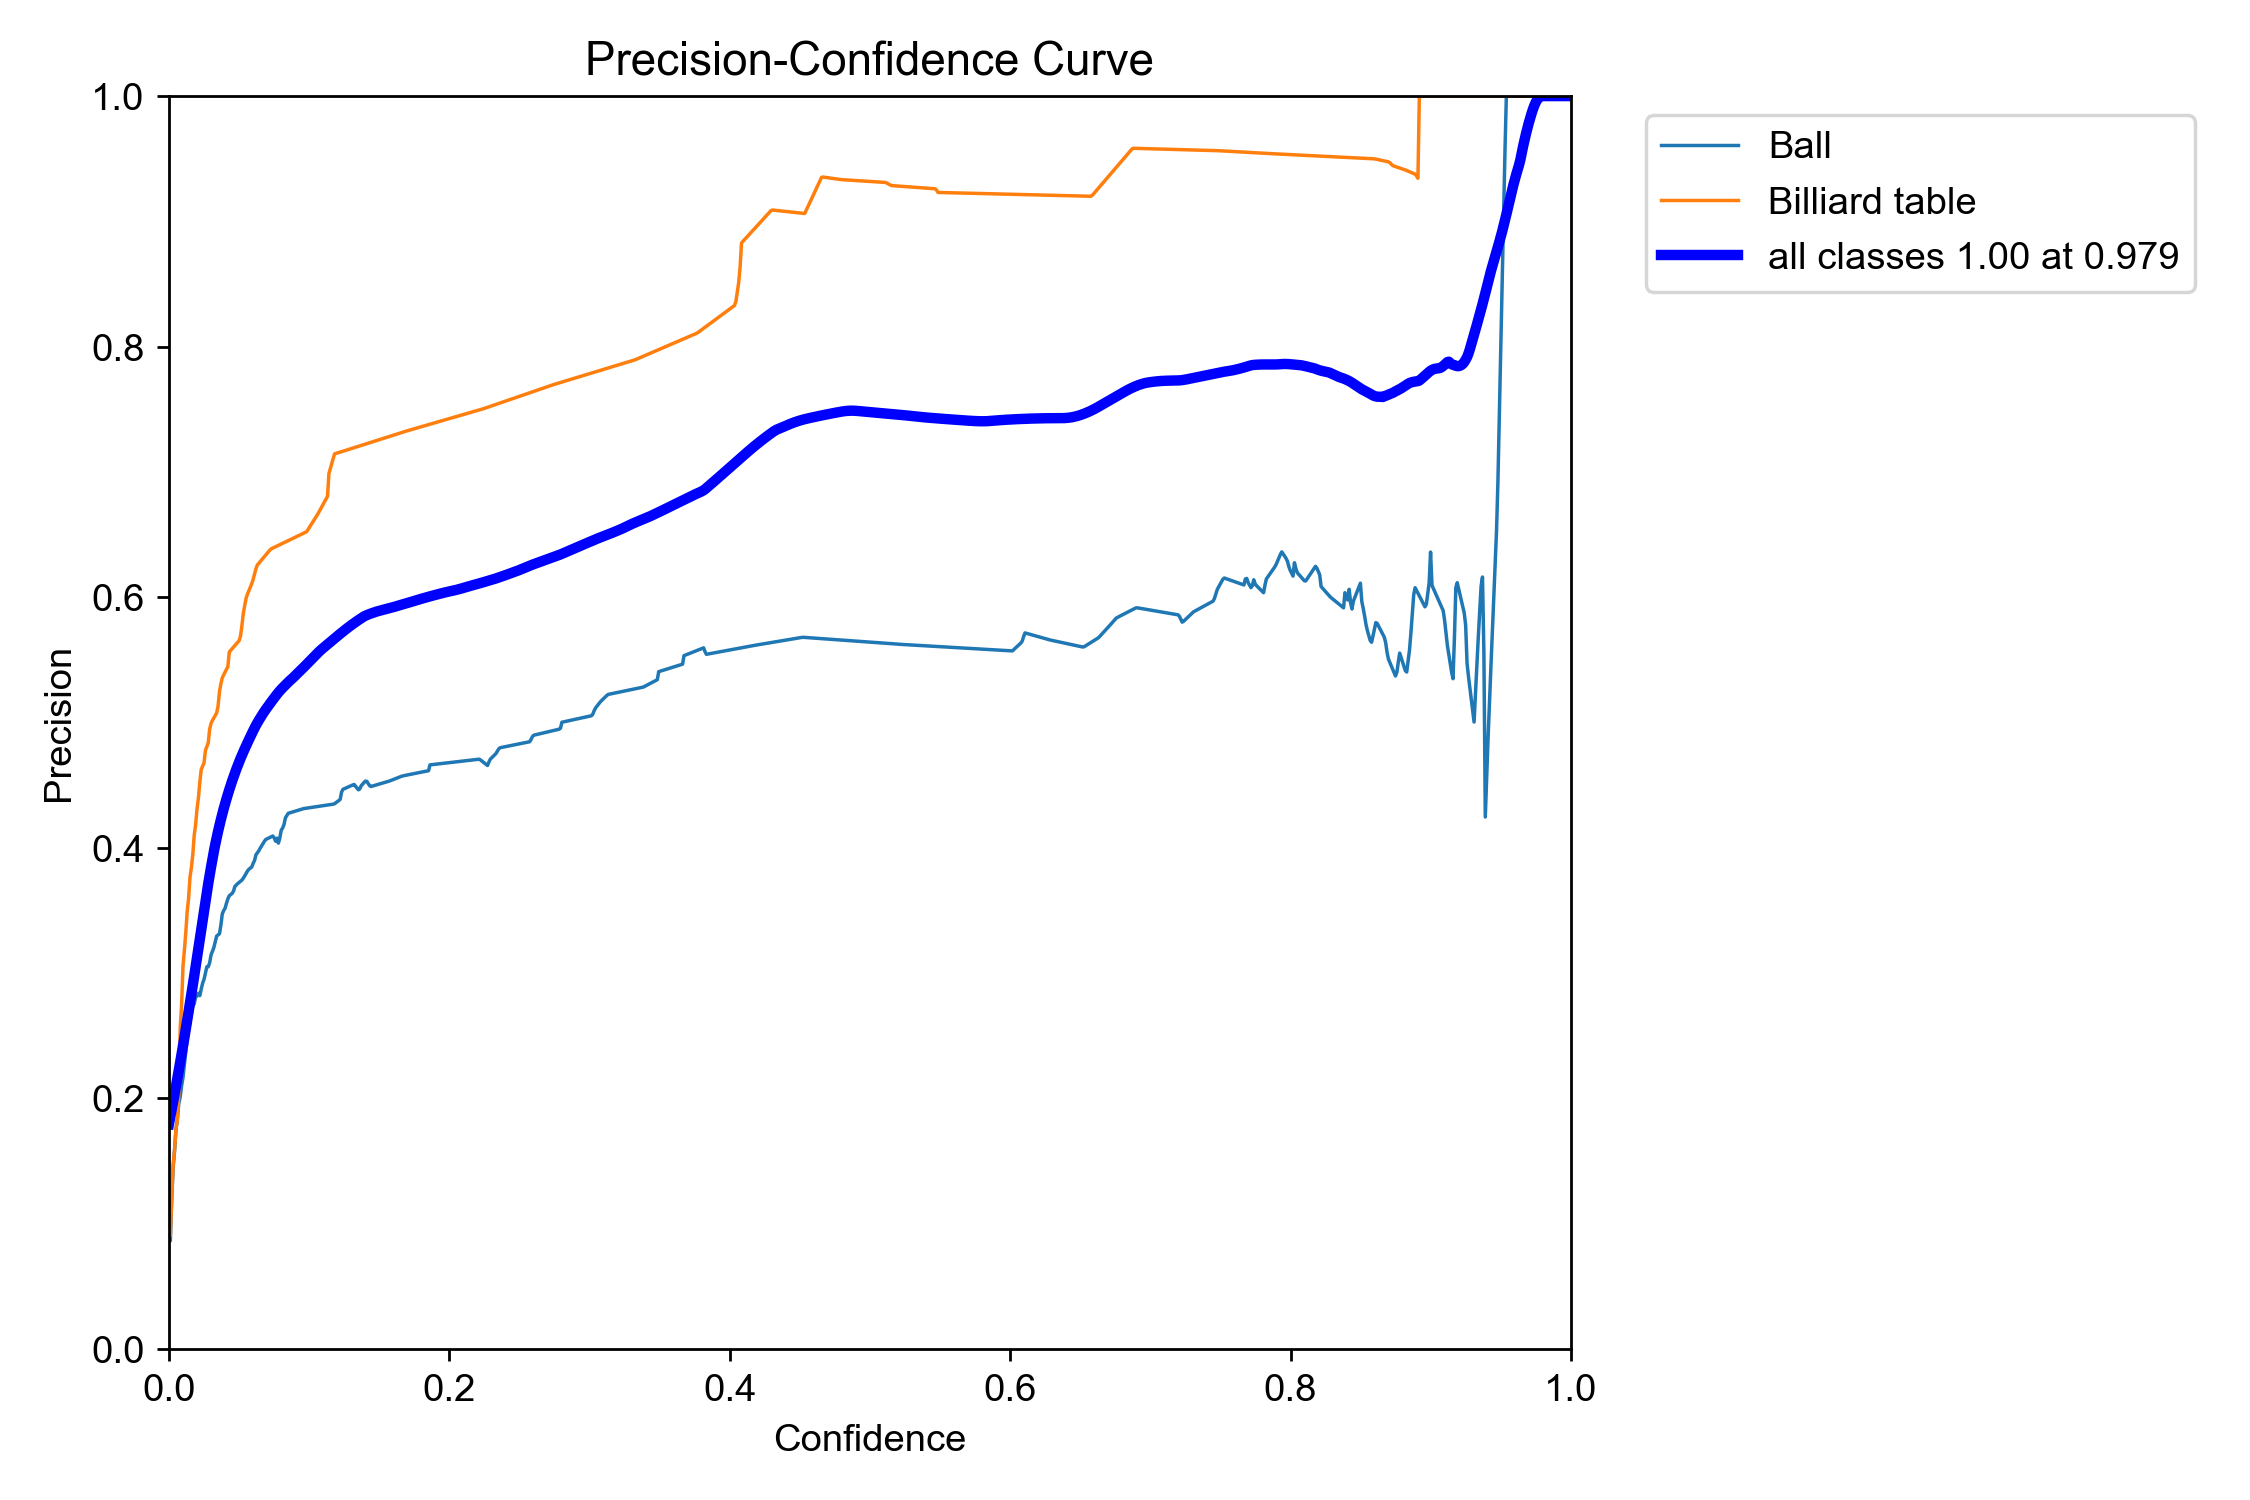 Precision-Confidence Curve
1.0
0.8
0.6
0.4
0.2
0.0
Precision
0.0 0.2 0.4 0.6 0.8 1.0
Confidence
Ball
Billiard table
all classes 1.00 at 0.979